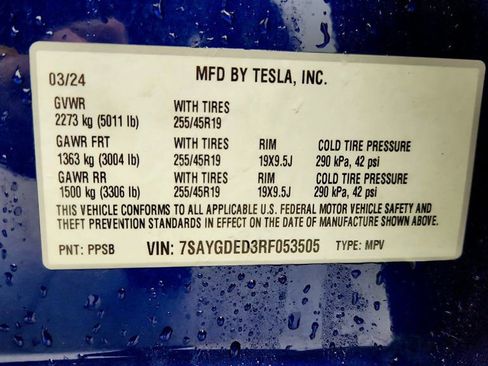 03/24 MFD BY TESLA, INC.
GVWR WITH TIRES
2273 kg (5011 lb) 255/45R19
GAWR FRT WITH TIRES RIM COLD TIRE PRESSURE
1363 kg (3004 lb) 255/45R19 19X9.5J 290 kPa, 42 psi
GAWR RR WITH TIRES RIM COLD TIRE PRESSURE
1500 kg (3306 lb) 255/45R19 19X9.5J 290 kPa, 42 psi
THIS VEHICLE CONFORMS TO ALL APPLICABLE U.S. FEDERAL MOTOR VEHICLE SAFETY AND
THEFT PREVENTION STANDARDS IN EFFECT ON THE DATE OF MANUFACTURE SHOWN ABOVE.
PNT: PPSB VIN: 7SAYGDED3RF053505 TYPE: MPV